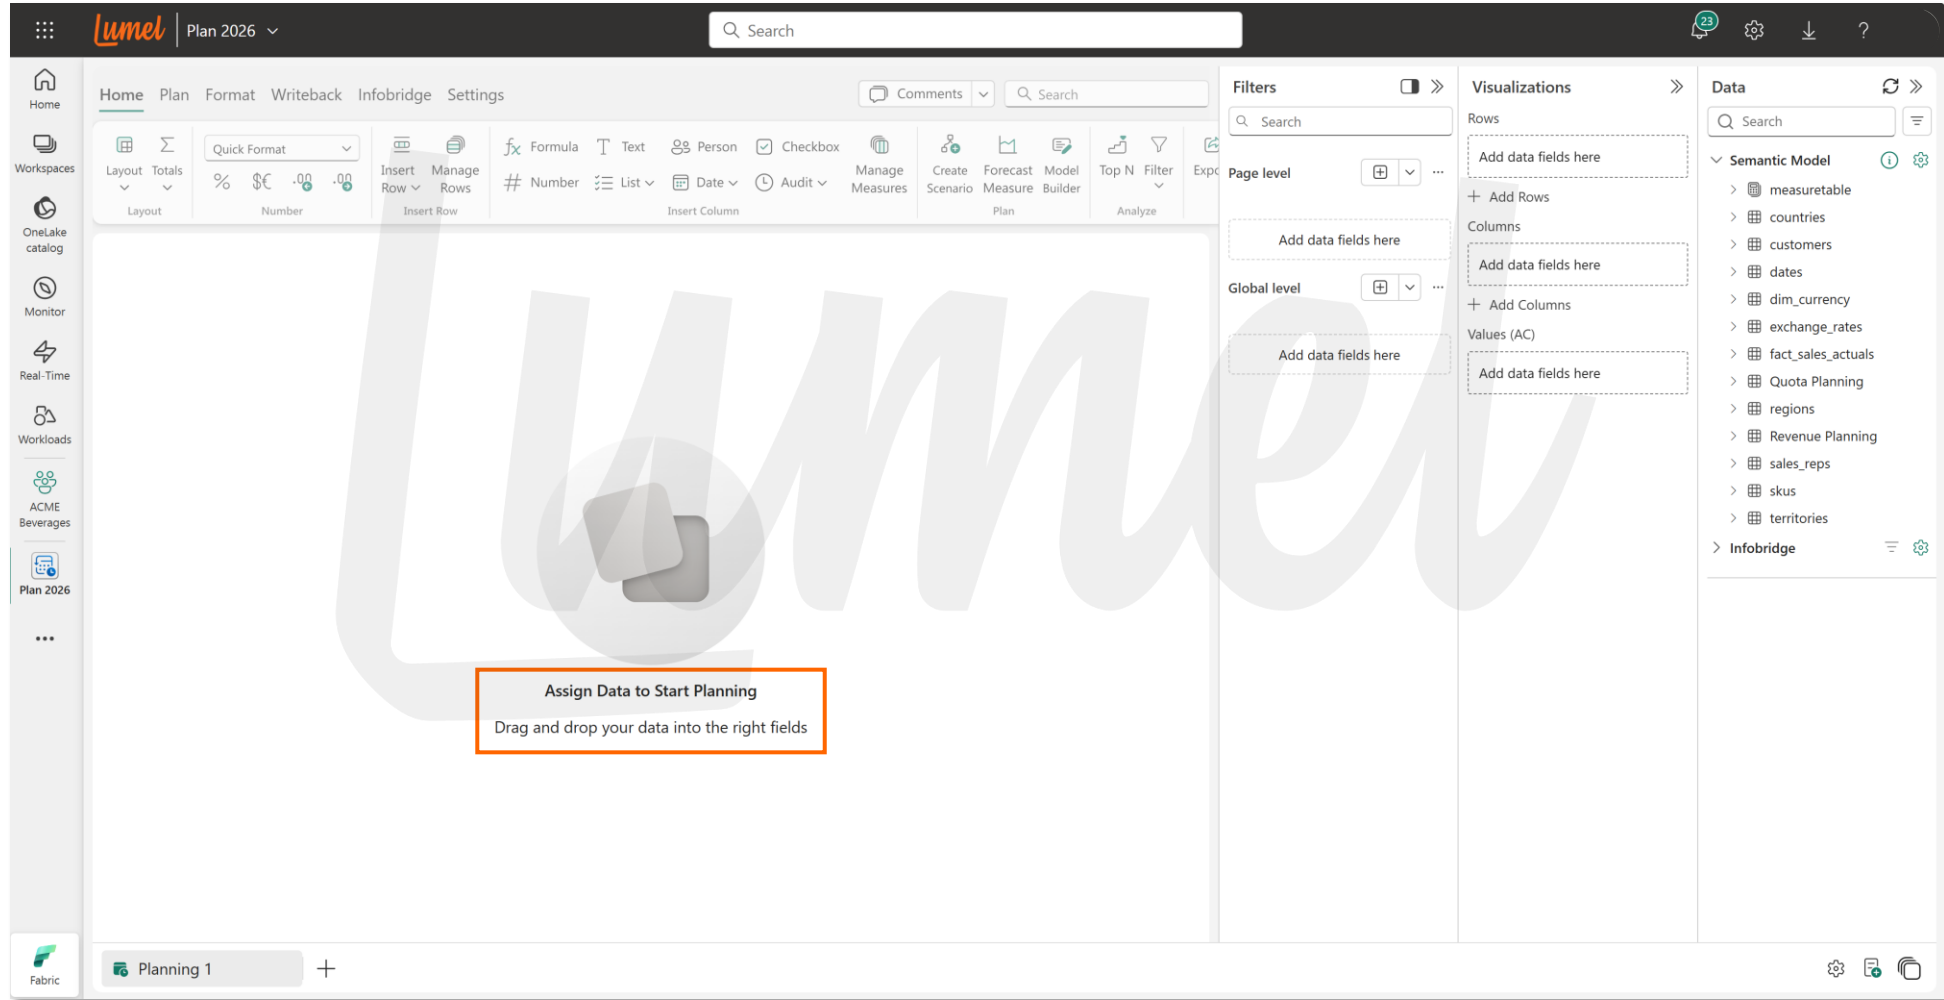 Lumel
Plan 2026
Search
23
?
Home
Workspaces
OneLake
catalog
Monitor
Real-Time
Workloads
ACME
Beverages
Plan 2026
Fabric
Home Plan Format Writeback Infobridge Settings
Comments
Search
Layout
Totals
Layout
Quick Format
% $€ .00 .00
Number
Insert
Row
Manage
Rows
Insert Row
fx Formula
Text
Person
Checkbox
# Number
List
Date
Audit
Manage
Measures
Insert Column
Create
Scenario
Forecast
Measure
Model
Builder
Plan
Top N
Filter
Analyze
Expo
Lumel
Assign Data to Start Planning
Drag and drop your data into the right fields
Filters
Search
Page level
Add data fields here
Global level
Add data fields here
Visualizations
Rows
Add data fields here
+ Add Rows
Columns
Add data fields here
+ Add Columns
Values (AC)
Add data fields here
Data
Search
Semantic Model
measuretable
countries
customers
dates
dim_currency
exchange_rates
fact_sales_actuals
Quota Planning
regions
Revenue Planning
sales_reps
skus
territories
Infobridge
Planning 1